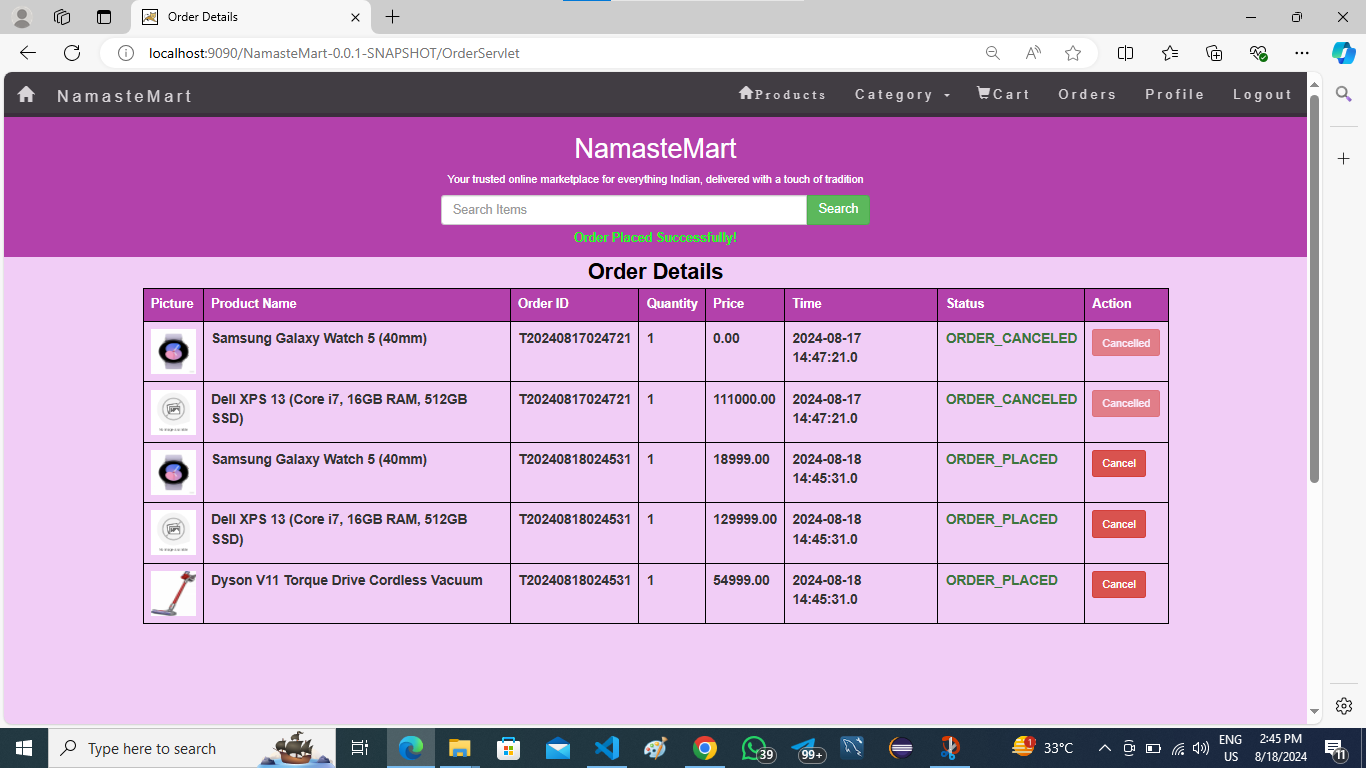 Order Details
localhost:9090/NamasteMart-0.0.1-SNAPSHOT/OrderServlet
NamasteMart Products Category Cart Orders Profile Logout
NamasteMart
Your trusted online marketplace for everything Indian, delivered with a touch of tradition
Search Items Search
Order Placed Successfully!
Order Details
Picture Product Name Order ID Quantity Price Time Status Action
Samsung Galaxy Watch 5 (40mm) T20240817024721 1 0.00 2024-08-17 ORDER_CANCELED Cancelled
14:47:21.0
Dell XPS 13 (Core i7, 16GB RAM, 512GB T20240817024721 1 111000.00 2024-08-17 ORDER_CANCELED Cancelled
SSD) 14:47:21.0
Samsung Galaxy Watch 5 (40mm) T20240818024531 1 18999.00 2024-08-18 ORDER_PLACED Cancel
14:45:31.0
Dell XPS 13 (Core i7, 16GB RAM, 512GB T20240818024531 1 129999.00 2024-08-18 ORDER_PLACED Cancel
SSD) 14:45:31.0
Dyson V11 Torque Drive Cordless Vacuum T20240818024531 1 54999.00 2024-08-18 ORDER_PLACED Cancel
14:45:31.0
Type here to search 39 99+ 1 33°C ENG 2:45 PM
US 8/18/2024 11